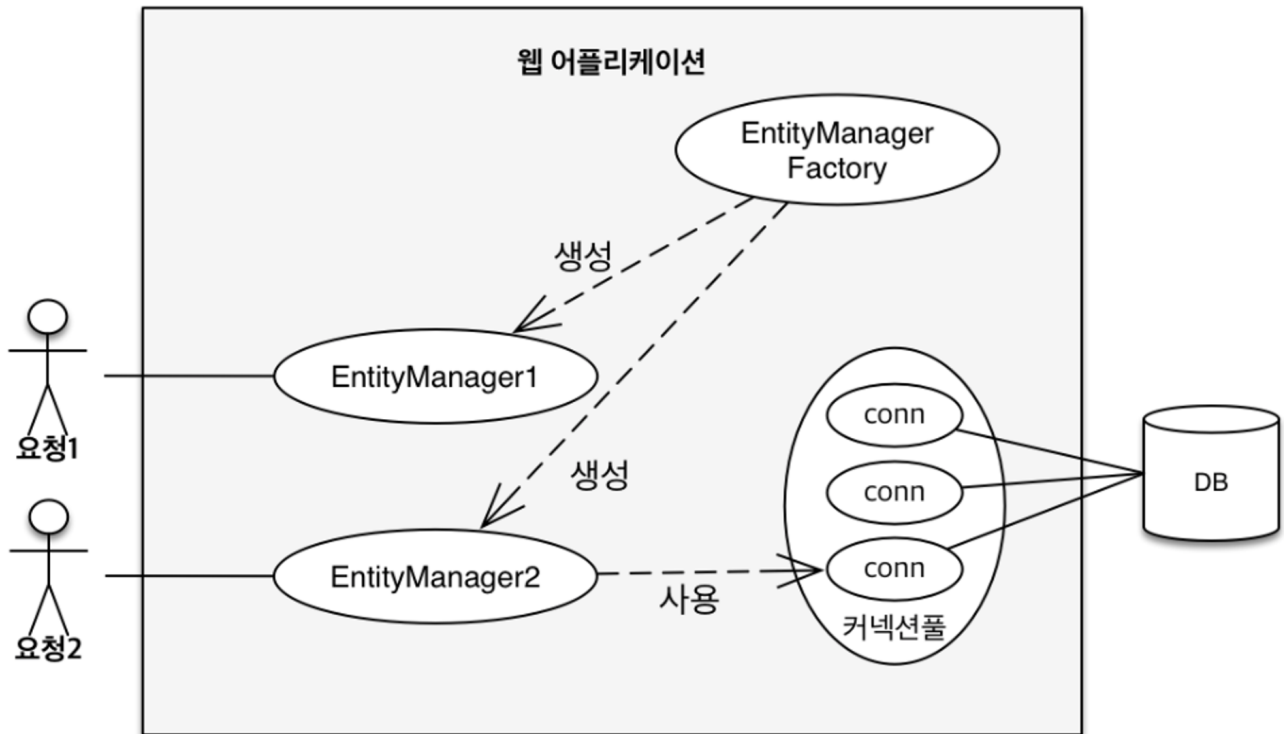 웹 어플리케이션
EntityManager
Factory
생성
요청1
EntityManager1
conn
conn
conn
커넥션풀
DB
생성
요청2
EntityManager2
사용